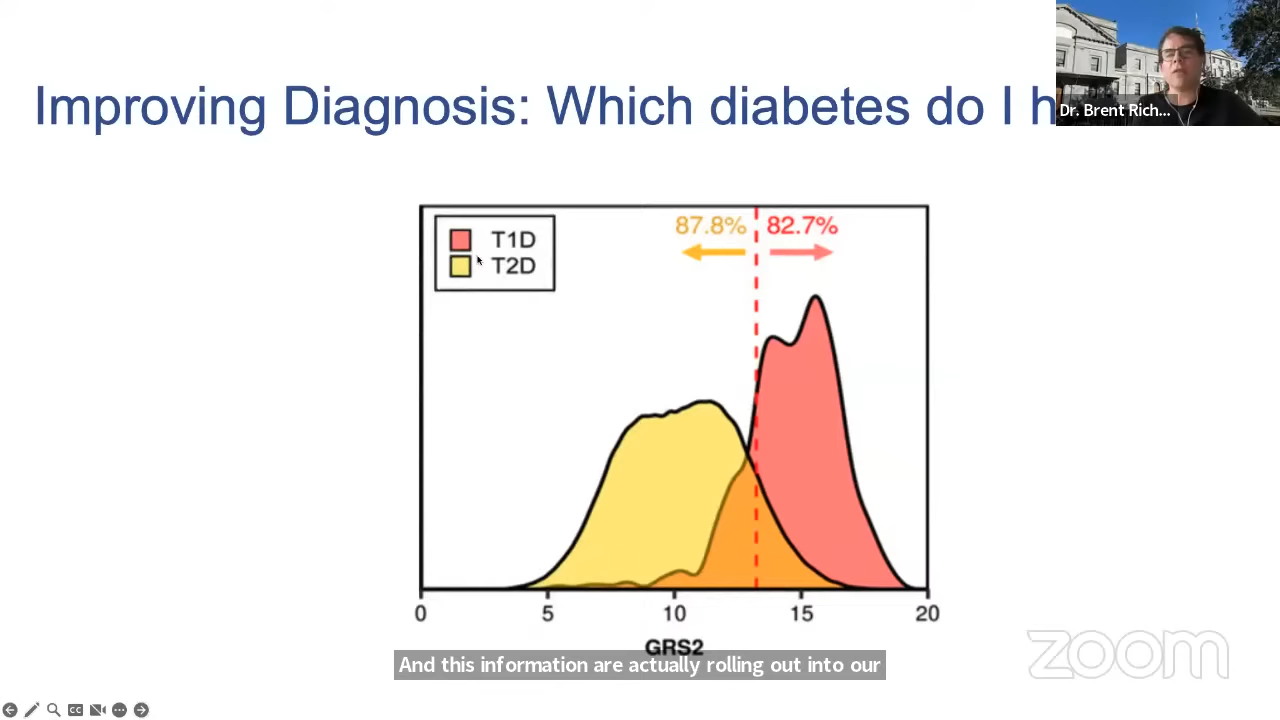 Improving Diagnosis: Which diabetes do I h
Dr. Brent Rich...
87.8% 82.7%
T1D
T2D
0 5 10 15 20
GRS2
And this information are actually rolling out into our
zoom
CC